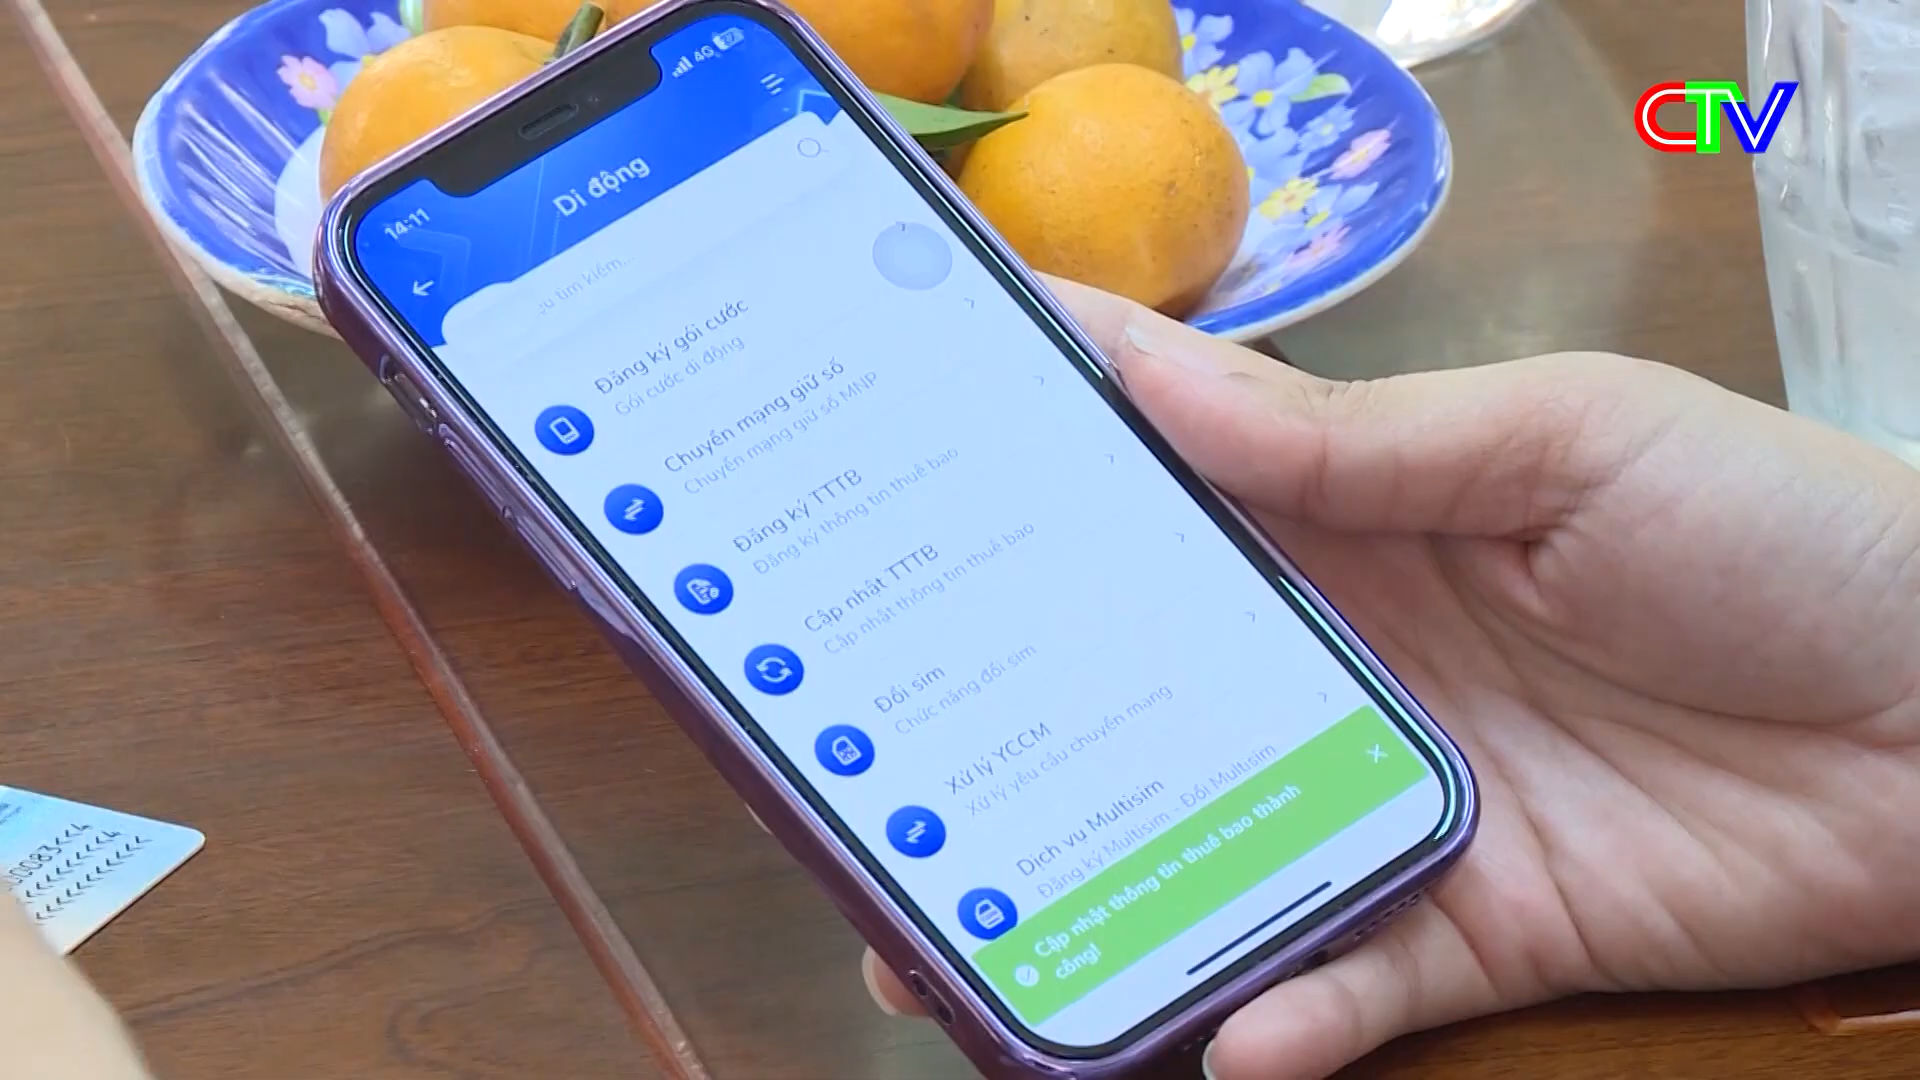 CTV
14:11
4G 27
Di động
tìm kiếm...
Đăng ký gói cước
Gói cước di động
Chuyển mạng giữ số
Chuyển mạng giữ số MNP
Đăng ký TTTB
Đăng ký thông tin thuê bao
Cập nhật TTTB
Cập nhật thông tin thuê bao
Đổi sim
Chức năng đổi sim
Xử lý YCCM
Xử lý yêu cầu chuyển mạng
Dịch vụ Multisim
Đăng ký Multisim - Đổi Multisim
Cập nhật thông tin thuê bao thành
công!